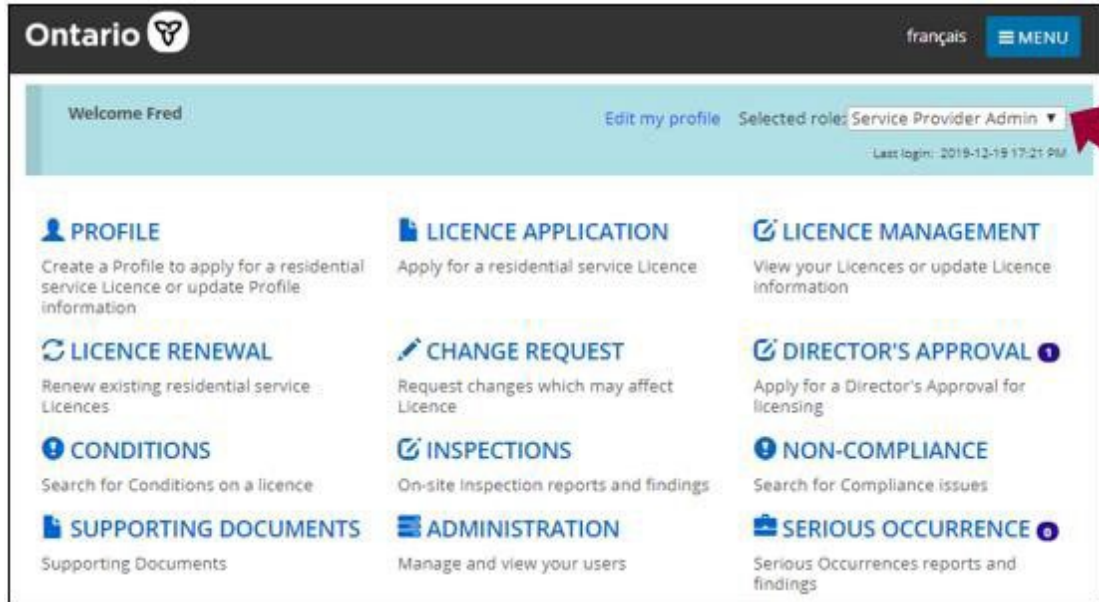 Ontario
français
MENU
Welcome Fred
Edit my profile
Selected role: Service Provider Admin
Last login: 2019-12-19 17:21 PM
PROFILE
Create a Profile to apply for a residential
service Licence or update Profile
information
LICENCE APPLICATION
Apply for a residential service Licence
LICENCE MANAGEMENT
View your Licences or update Licence
information
LICENCE RENEWAL
Renew existing residential service
Licences
CHANGE REQUEST
Request changes which may affect
Licence
DIRECTOR'S APPROVAL 1
Apply for a Director's Approval for
licensing
CONDITIONS
Search for Conditions on a licence
INSPECTIONS
On-site Inspection reports and findings
NON-COMPLIANCE
Search for Compliance issues
SUPPORTING DOCUMENTS
Supporting Documents
ADMINISTRATION
Manage and view your users
SERIOUS OCCURRENCE 0
Serious Occurrences reports and
findings